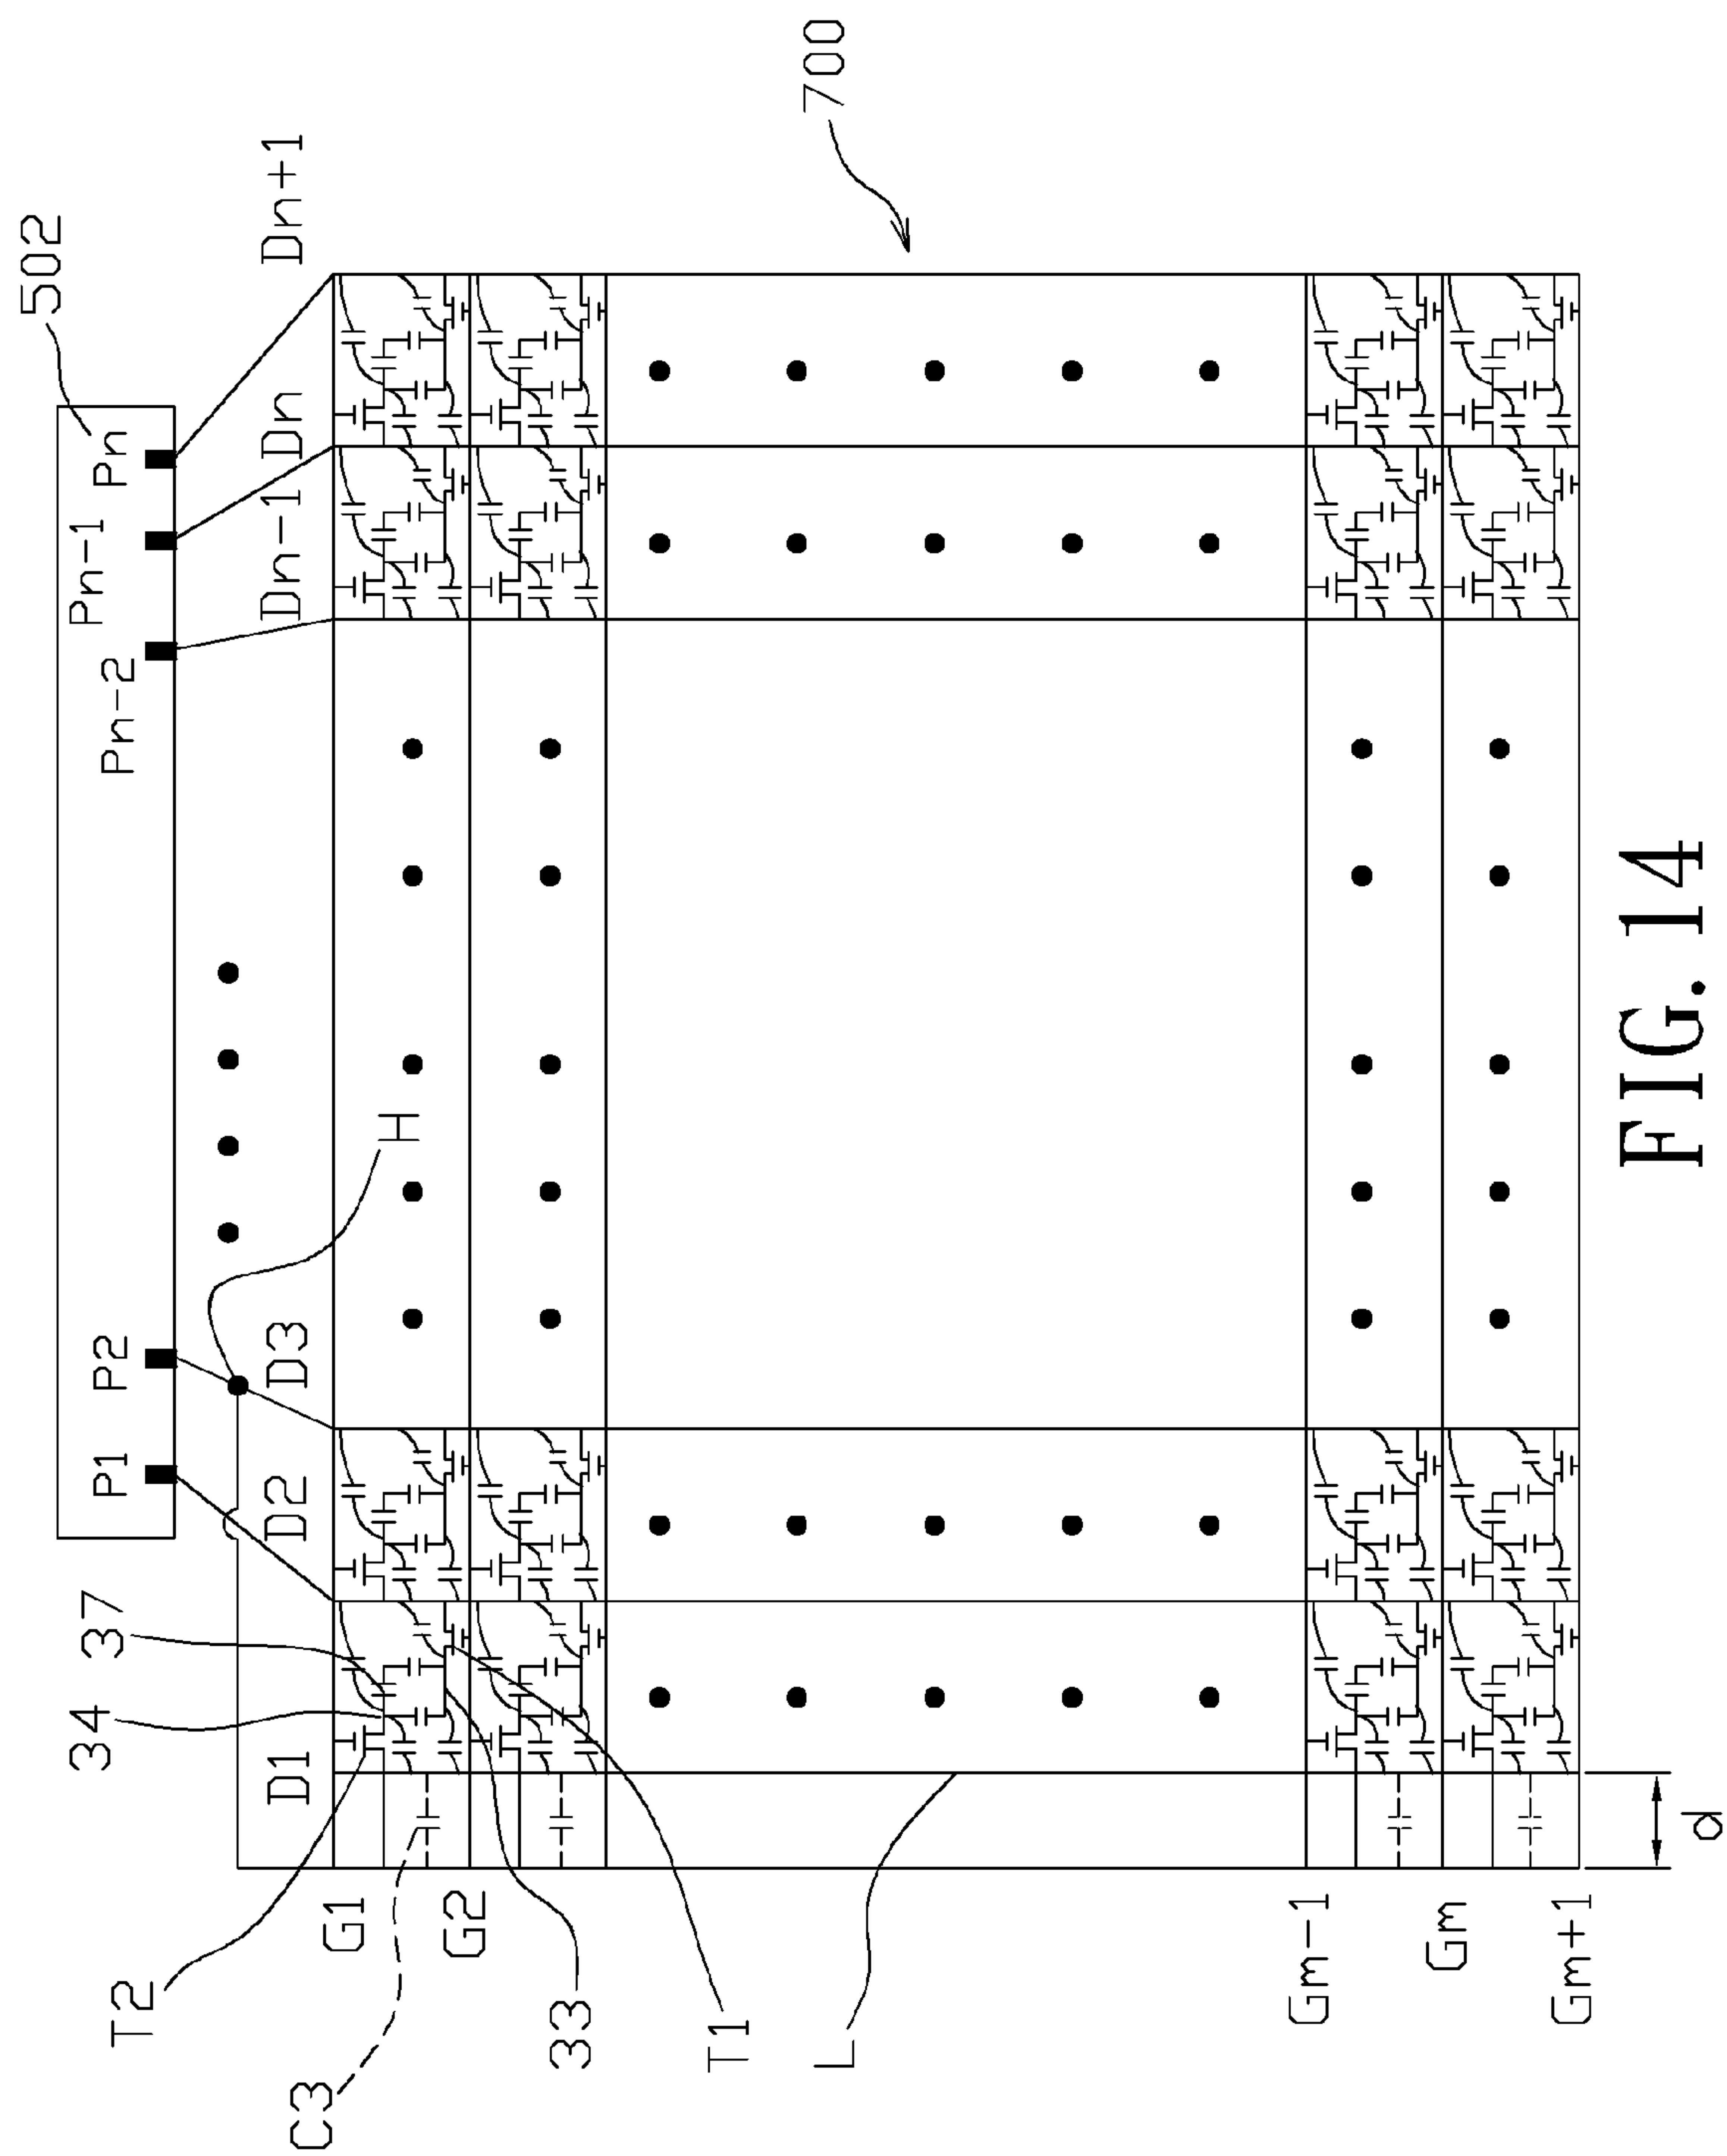 502
P1
P2
Pn-2
Pn-1
Pn
D1
D2
D3
Dn-1
Dn
Dn+1
34
37
H
700
T2
C3
G1
G2
33
T1
L
Gm-1
Gm
Gm+1
d
FIG. 14